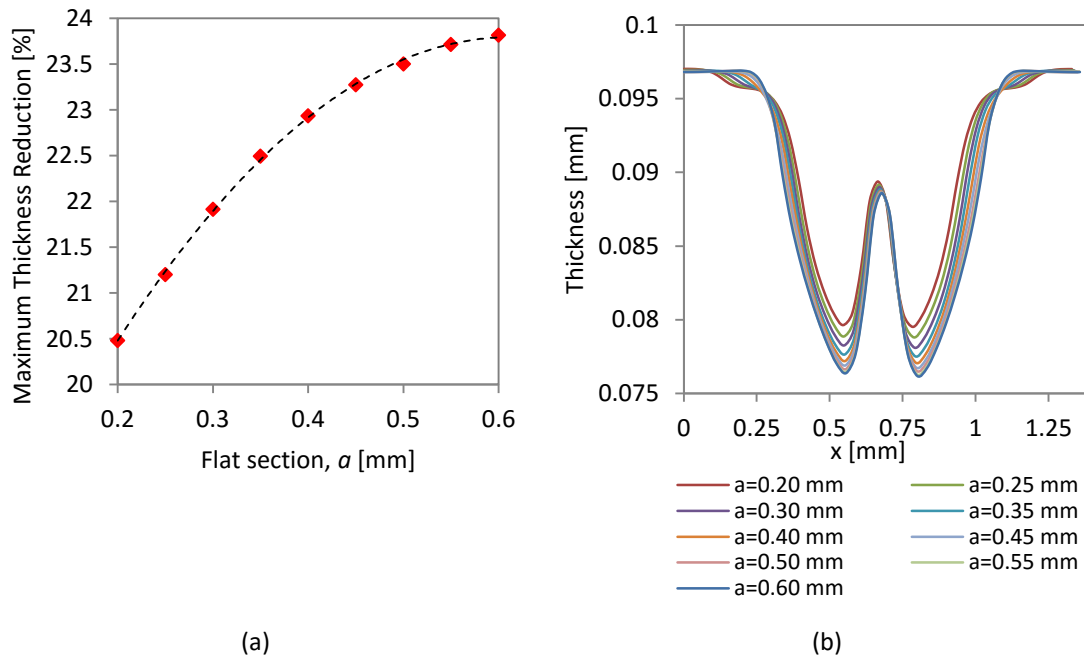 Maximum Thickness Reduction [%]
24
23.5
23
22.5
22
21.5
21
20.5
20
0.2 0.3 0.4 0.5 0.6
Flat section, a [mm]
(a)
Thickness [mm]
0.1
0.095
0.09
0.085
0.08
0.075
0 0.25 0.5 0.75 1 1.25
x [mm]
a=0.20 mm a=0.25 mm
a=0.30 mm a=0.35 mm
a=0.40 mm a=0.45 mm
a=0.50 mm a=0.55 mm
a=0.60 mm
(b)